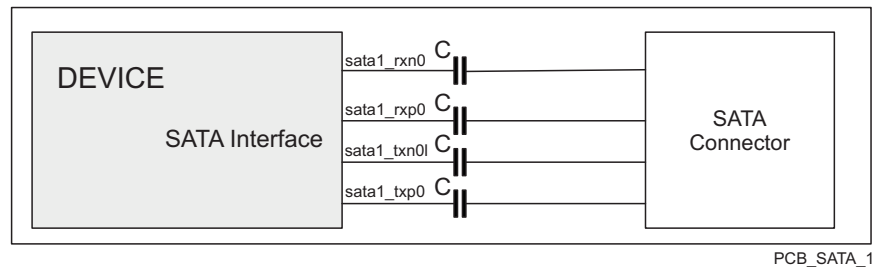 DEVICE
SATA Interface
sata1_rxn0 C
sata1_rxp0 C
sata1_txn0l C
sata1_txp0 C
SATA
Connector
PCB_SATA_1